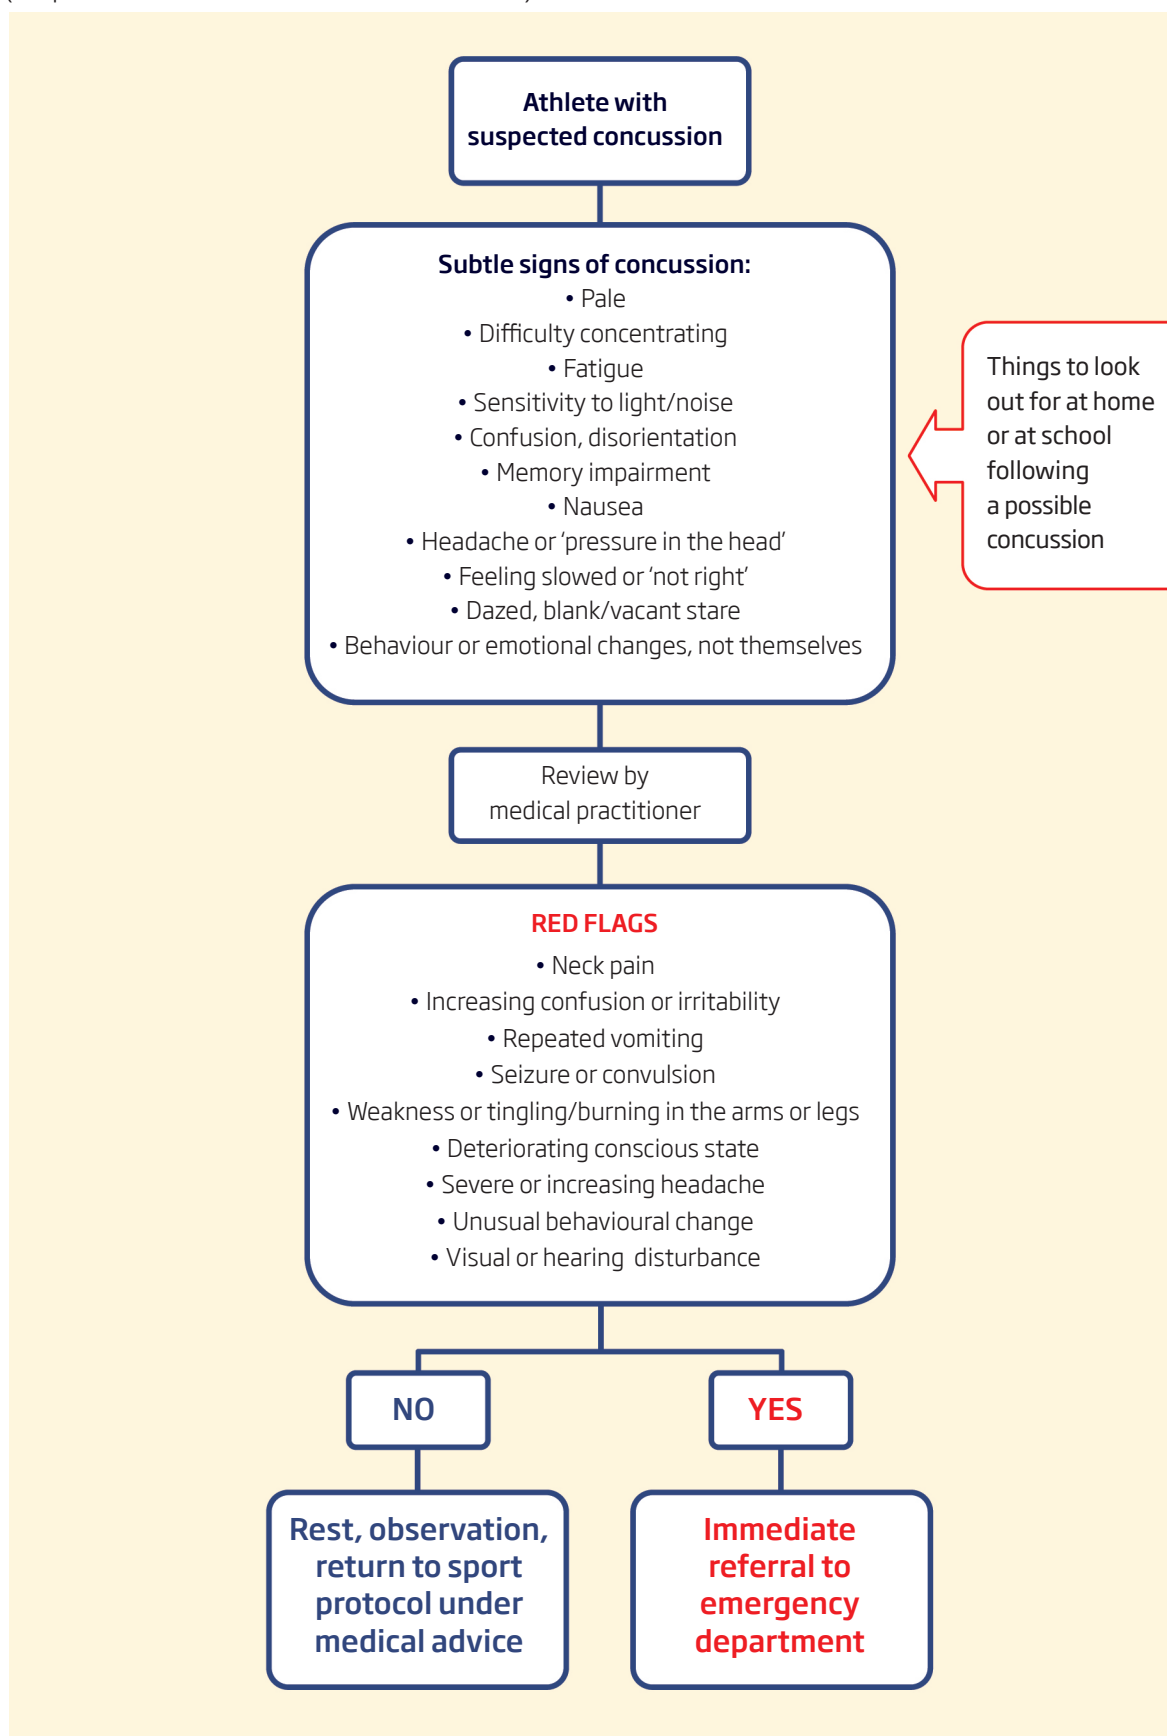 Athlete with
suspected concussion
Subtle signs of concussion:
• Pale
• Difficulty concentrating
• Fatigue
• Sensitivity to light/noise
• Confusion, disorientation
• Memory impairment
• Nausea
• Headache or ‘pressure in the head’
• Feeling slowed or ‘not right’
• Dazed, blank/vacant stare
• Behaviour or emotional changes, not themselves
Things to look
out for at home
or at school
following
a possible
concussion
Review by
medical practitioner
RED FLAGS
• Neck pain
• Increasing confusion or irritability
• Repeated vomiting
• Seizure or convulsion
• Weakness or tingling/burning in the arms or legs
• Deteriorating conscious state
• Severe or increasing headache
• Unusual behavioural change
• Visual or hearing disturbance
NO
YES
Rest, observation,
return to sport
protocol under
medical advice
Immediate
referral to
emergency
department